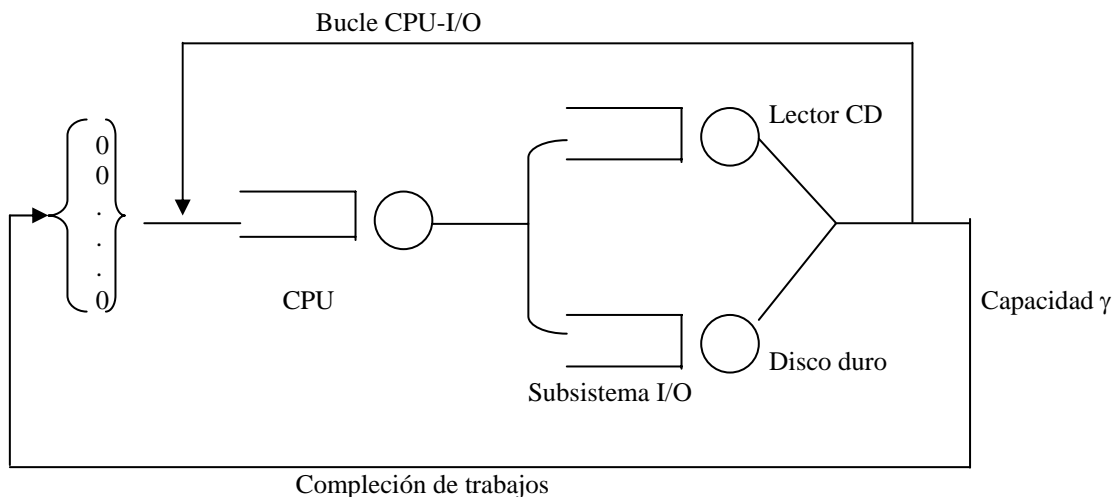 Bucle CPU-I/O
Lector CD
0
0
.
.
.
0
CPU
Capacidad γ
Disco duro
Subsistema I/O
Compleción de trabajos